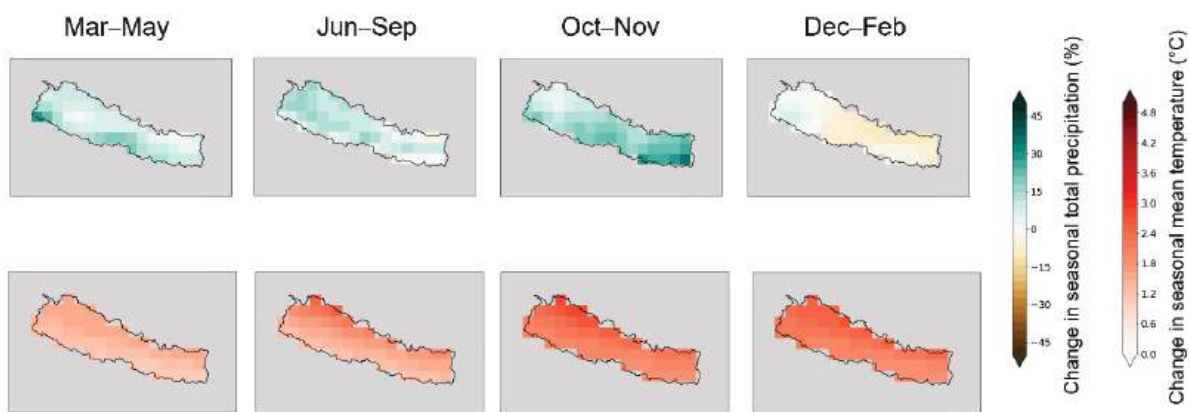 Mar–May
Jun–Sep
Oct–Nov
Dec–Feb
45
30
15
0
−15
−30
−45
Change in seasonal total precipitation (%)
4.8
4.2
3.6
3.0
2.4
1.8
1.2
0.6
0.0
Change in seasonal mean temperature (°C)